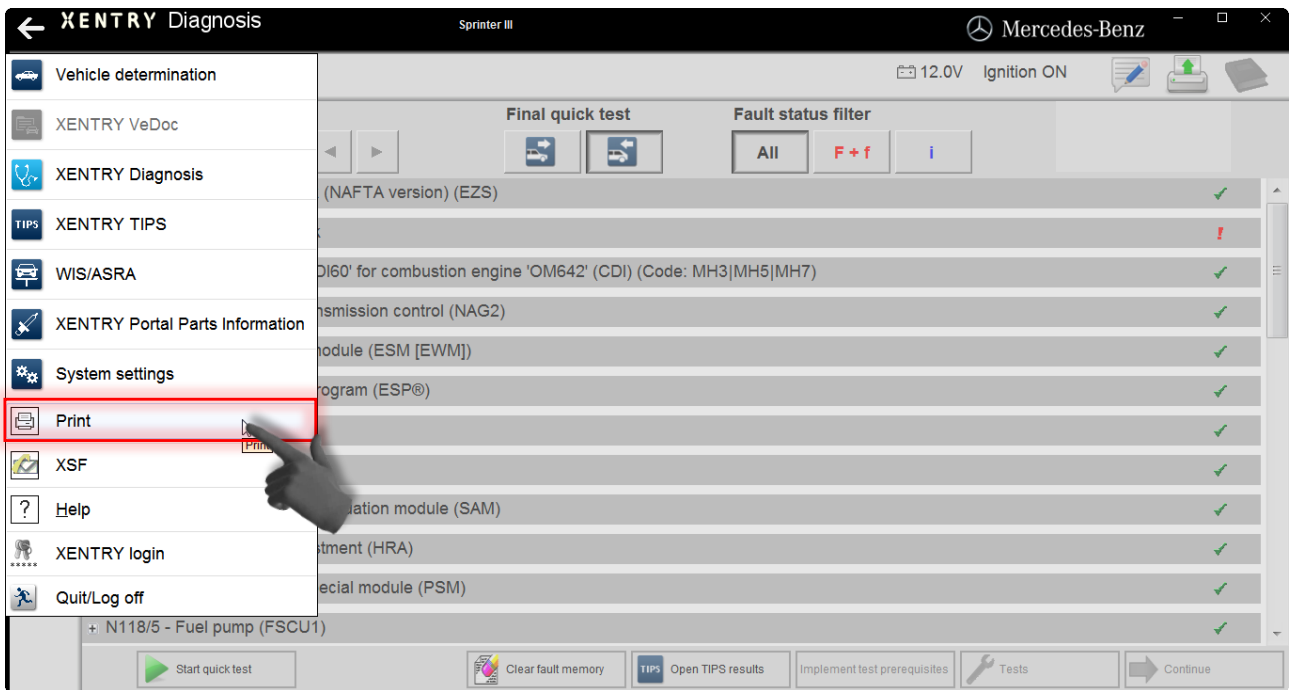 XENTRY Diagnosis
Sprinter III
Mercedes-Benz
Vehicle determination
12.0V
Ignition ON
XENTRY VeDoc
Final quick test
Fault status filter
All
F + f
i
XENTRY Diagnosis
(NAFTA version) (EZS)
XENTRY TIPS
TIPS
WIS/ASRA
DI60' for combustion engine 'OM642' (CDI) (Code: MH3|MH5|MH7)
XENTRY Portal Parts Information
nsmission control (NAG2)
odule (ESM [EWM])
System settings
ogram (ESP®)
Print
Print
XSF
Help
uation module (SAM)
XENTRY login
stment (HRA)
Quit/Log off
ecial module (PSM)
N118/5 - Fuel pump (FSCU1)
Start quick test
Clear fault memory
TIPS
Open TIPS results
Implement test prerequisites
Tests
Continue